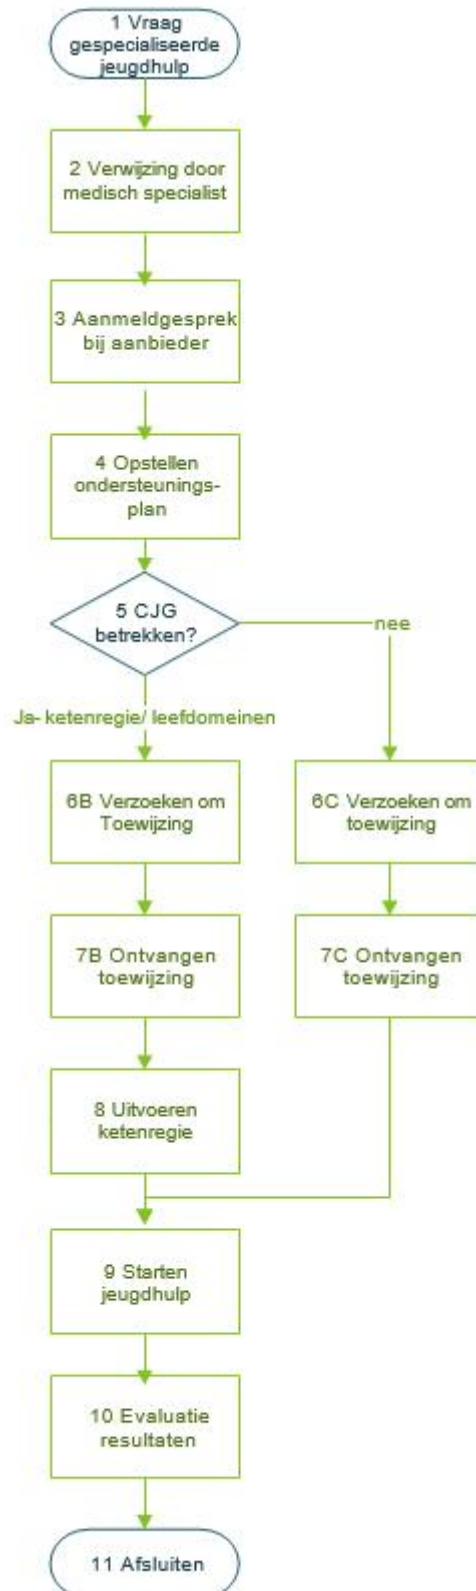 1 Vraag
gespecialiseerde
jeugdhulp
2 Verwijzing door
medisch specialist
3 Aanmeldgesprek
bij aanbieder
4 Opstellen
ondersteunings-
plan
5 CJG
betrekken?
nee
Ja- ketenregie/ leefdomeinen
6B Verzoeken om
Toewijzing
6C Verzoeken om
toewijzing
7B Ontvangen
toewijzing
7C Ontvangen
toewijzing
8 Uitvoeren
ketenregie
9 Starten
jeugdhulp
10 Evaluatie
resultaten
11 Afsluiten